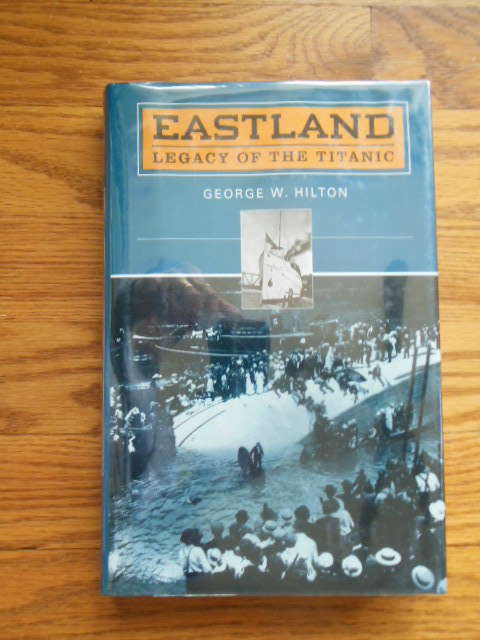 EASTLAND
LEGACY OF THE TITANIC
GEORGE W. HILTON